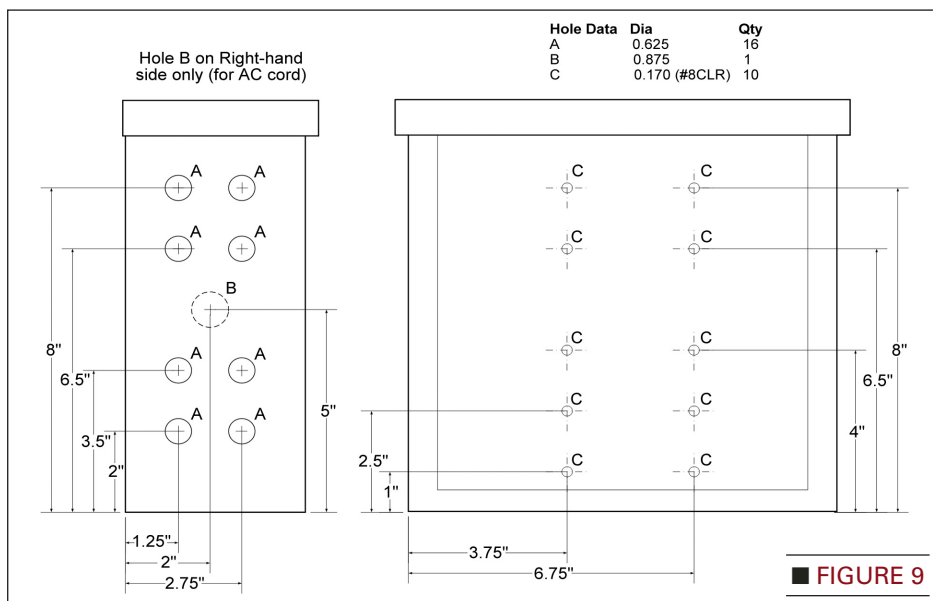 Hole Data Dia Qty
A 0.625 16
B 0.875 1
C 0.170 (#8CLR) 10
Hole B on Right-hand
side only (for AC cord)
A A
A A
B
A A
A A
8"
6.5"
3.5"
2"
5"
1.25"
2"
2.75"
C C
C C
C C
C C
C C
2.5"
1"
4"
6.5"
8"
3.75"
6.75"
■ FIGURE 9